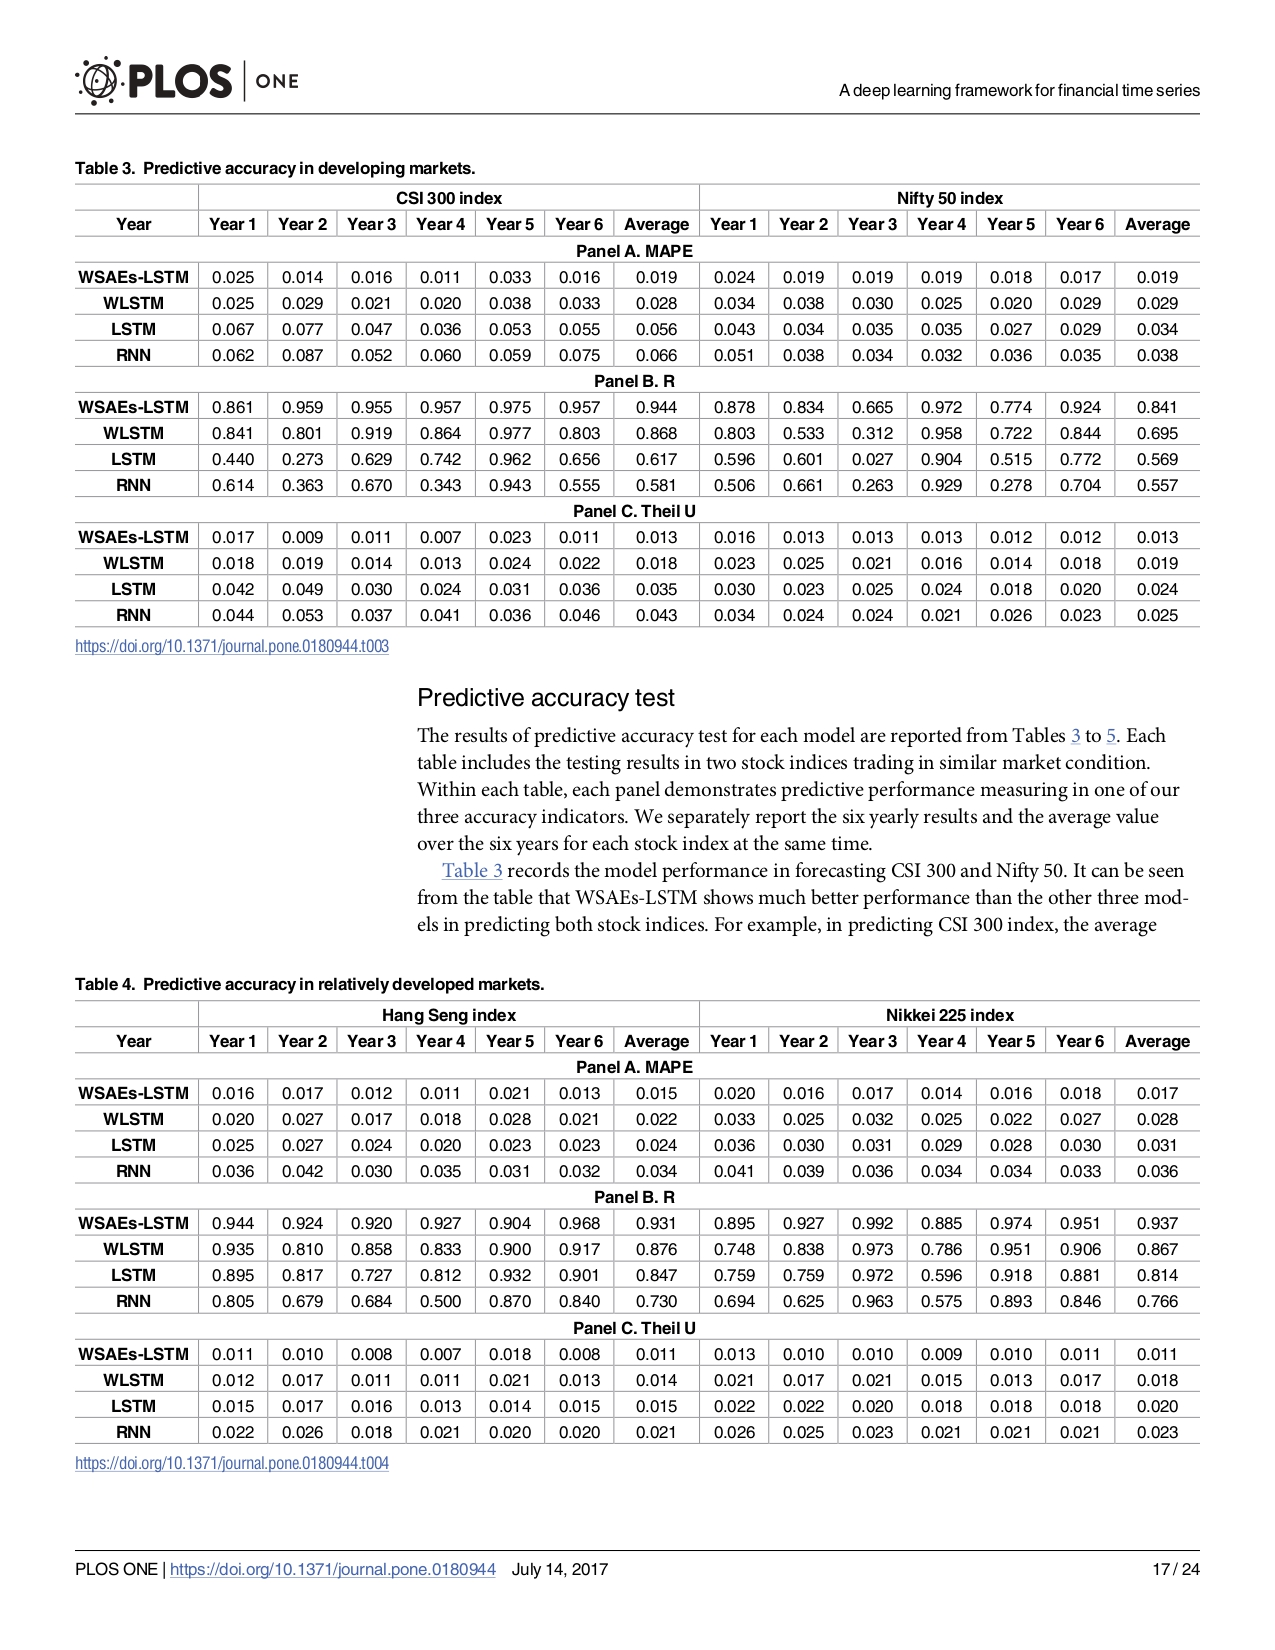 PLOS ONE
A deep learning framework for financial time series
Table 3. Predictive accuracy in developing markets.
CSI 300 index Nifty 50 index
Year Year 1 Year 2 Year 3 Year 4 Year 5 Year 6 Average Year 1 Year 2 Year 3 Year 4 Year 5 Year 6 Average
Panel A. MAPE
WSAEs-LSTM 0.025 0.014 0.016 0.011 0.033 0.016 0.019 0.024 0.019 0.019 0.019 0.018 0.017 0.019
WLSTM 0.025 0.029 0.021 0.020 0.038 0.033 0.028 0.034 0.038 0.030 0.025 0.020 0.029 0.029
LSTM 0.067 0.077 0.047 0.036 0.053 0.055 0.056 0.043 0.034 0.035 0.035 0.027 0.029 0.034
RNN 0.062 0.087 0.052 0.060 0.059 0.075 0.066 0.051 0.038 0.034 0.032 0.036 0.035 0.038
Panel B. R
WSAEs-LSTM 0.861 0.959 0.955 0.957 0.975 0.957 0.944 0.878 0.834 0.665 0.972 0.774 0.924 0.841
WLSTM 0.841 0.801 0.919 0.864 0.977 0.803 0.868 0.803 0.533 0.312 0.958 0.722 0.844 0.695
LSTM 0.440 0.273 0.629 0.742 0.962 0.656 0.617 0.596 0.601 0.027 0.904 0.515 0.772 0.569
RNN 0.614 0.363 0.670 0.343 0.943 0.555 0.581 0.506 0.661 0.263 0.929 0.278 0.704 0.557
Panel C. Theil U
WSAEs-LSTM 0.017 0.009 0.011 0.007 0.023 0.011 0.013 0.016 0.013 0.013 0.013 0.012 0.012 0.013
WLSTM 0.018 0.019 0.014 0.013 0.024 0.022 0.018 0.023 0.025 0.021 0.016 0.014 0.018 0.019
LSTM 0.042 0.049 0.030 0.024 0.031 0.036 0.035 0.030 0.023 0.025 0.024 0.018 0.020 0.024
RNN 0.044 0.053 0.037 0.041 0.036 0.046 0.043 0.034 0.024 0.024 0.021 0.026 0.023 0.025
https://doi.org/10.1371/journal.pone.0180944.t003
Predictive accuracy test
The results of predictive accuracy test for each model are reported from Tables 3 to 5. Each
table includes the testing results in two stock indices trading in similar market condition.
Within each table, each panel demonstrates predictive performance measuring in one of our
three accuracy indicators. We separately report the six yearly results and the average value
over the six years for each stock index at the same time.
Table 3 records the model performance in forecasting CSI 300 and Nifty 50. It can be seen
from the table that WSAEs-LSTM shows much better performance than the other three mod-
els in predicting both stock indices. For example, in predicting CSI 300 index, the average
Table 4. Predictive accuracy in relatively developed markets.
Hang Seng index Nikkei 225 index
Year Year 1 Year 2 Year 3 Year 4 Year 5 Year 6 Average Year 1 Year 2 Year 3 Year 4 Year 5 Year 6 Average
Panel A. MAPE
WSAEs-LSTM 0.016 0.017 0.012 0.011 0.021 0.013 0.015 0.020 0.016 0.017 0.014 0.016 0.018 0.017
WLSTM 0.020 0.027 0.017 0.018 0.028 0.021 0.022 0.033 0.025 0.032 0.025 0.022 0.027 0.028
LSTM 0.025 0.027 0.024 0.020 0.023 0.023 0.024 0.036 0.030 0.031 0.029 0.028 0.030 0.031
RNN 0.036 0.042 0.030 0.035 0.031 0.032 0.034 0.041 0.039 0.036 0.034 0.034 0.033 0.036
Panel B. R
WSAEs-LSTM 0.944 0.924 0.920 0.927 0.904 0.968 0.931 0.895 0.927 0.992 0.885 0.974 0.951 0.937
WLSTM 0.935 0.810 0.858 0.833 0.900 0.917 0.876 0.748 0.838 0.973 0.786 0.951 0.906 0.867
LSTM 0.895 0.817 0.727 0.812 0.932 0.901 0.847 0.759 0.759 0.972 0.596 0.918 0.881 0.814
RNN 0.805 0.679 0.684 0.500 0.870 0.840 0.730 0.694 0.625 0.963 0.575 0.893 0.846 0.766
Panel C. Theil U
WSAEs-LSTM 0.011 0.010 0.008 0.007 0.018 0.008 0.011 0.013 0.010 0.010 0.009 0.010 0.011 0.011
WLSTM 0.012 0.017 0.011 0.011 0.021 0.013 0.014 0.021 0.017 0.021 0.015 0.013 0.017 0.018
LSTM 0.015 0.017 0.016 0.013 0.014 0.015 0.015 0.022 0.022 0.020 0.018 0.018 0.018 0.020
RNN 0.022 0.026 0.018 0.021 0.020 0.020 0.021 0.026 0.025 0.023 0.021 0.021 0.021 0.023
https://doi.org/10.1371/journal.pone.0180944.t004
PLOS ONE | https://doi.org/10.1371/journal.pone.0180944 July 14, 2017 17 / 24